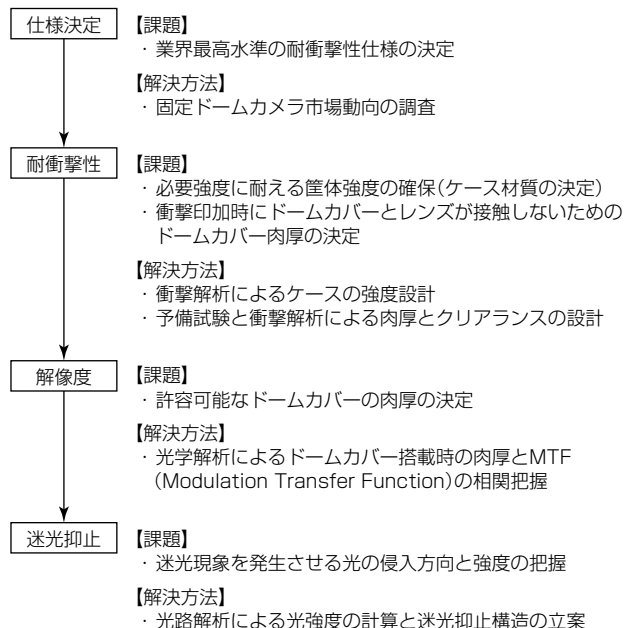 仕様決定
【課題】
・業界最高水準の耐衝撃性仕様の決定
【解決方法】
・固定ドームカメラ市場動向の調査
耐衝撃性
【課題】
・必要強度に耐える筐体強度の確保(ケース材質の決定)
・衝撃印加時にドームカバーとレンズが接触しないための
ドームカバー肉厚の決定
【解決方法】
・衝撃解析によるケースの強度設計
・予備試験と衝撃解析による肉厚とクリアランスの設計
解像度
【課題】
・許容可能なドームカバーの肉厚の決定
【解決方法】
・光学解析によるドームカバー搭載時の肉厚とMTF
(Modulation Transfer Function)の相関把握
迷光抑止
【課題】
・迷光現象を発生させる光の侵入方向と強度の把握
【解決方法】
・光路解析による光強度の計算と迷光抑止構造の立案